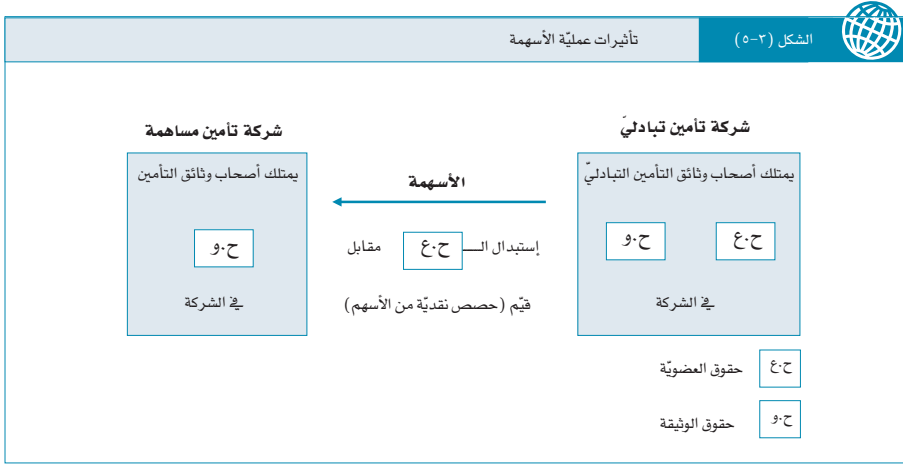 الشكل (٣-٥) تأثيرات عمليّة الأسهمة
شركة تأمين تبادليّ
يمتلك أصحاب وثائق التأمين التبادليّ
ح.ع ح.و
في الشركة
الأسهمة
إستبدال الـــ ح.ع مقابل
قيّم (حصص نقديّة من الأسهم)
شركة تأمين مساهمة
يمتلك أصحاب وثائق التأمين
ح.و
في الشركة
ح.ع حقوق العضويّة
ح.و حقوق الوثيقة